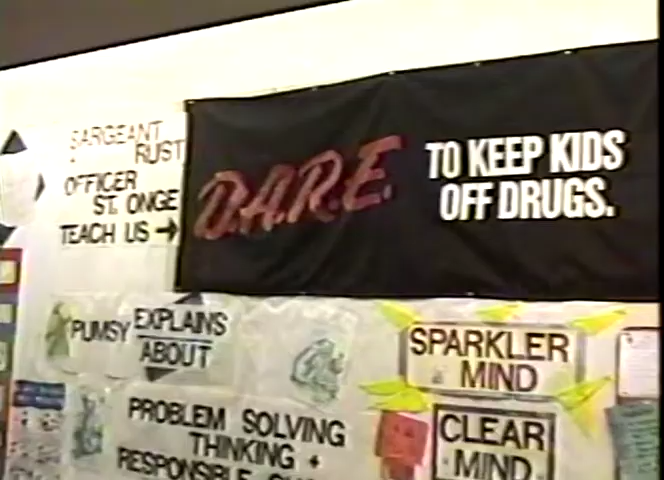 SARGEANT
RUST
OFFICER
ST. ONGE
TEACH US →
D.A.R.E.
TO KEEP KIDS
OFF DRUGS.
PUMSY EXPLAINS
ABOUT
PROBLEM SOLVING
THINKING +
RESPONSIBLE
SPARKLER
MIND
CLEAR
MIND